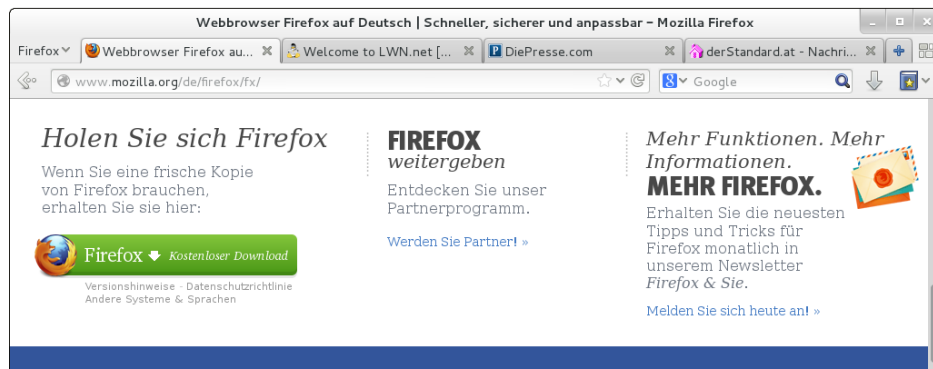 Webbrowser Firefox auf Deutsch | Schneller, sicherer und anpassbar – Mozilla Firefox
Firefox
Webbrowser Firefox au...
Welcome to LWN.net [...
DiePresse.com
derStandard.at - Nachri...
www.mozilla.org/de/firefox/fx/
Google
Holen Sie sich Firefox
Wenn Sie eine frische Kopie
von Firefox brauchen,
erhalten Sie sie hier:
Firefox Kostenloser Download
Versionshinweise - Datenschutzrichtlinie
Andere Systeme & Sprachen
FIREFOX
weitergeben
Entdecken Sie unser
Partnerprogramm.
Werden Sie Partner! »
Mehr Funktionen. Mehr
Informationen.
MEHR FIREFOX.
Erhalten Sie die neuesten
Tipps und Tricks für
Firefox monatlich in
unserem Newsletter
Firefox & Sie.
Melden Sie sich heute an! »